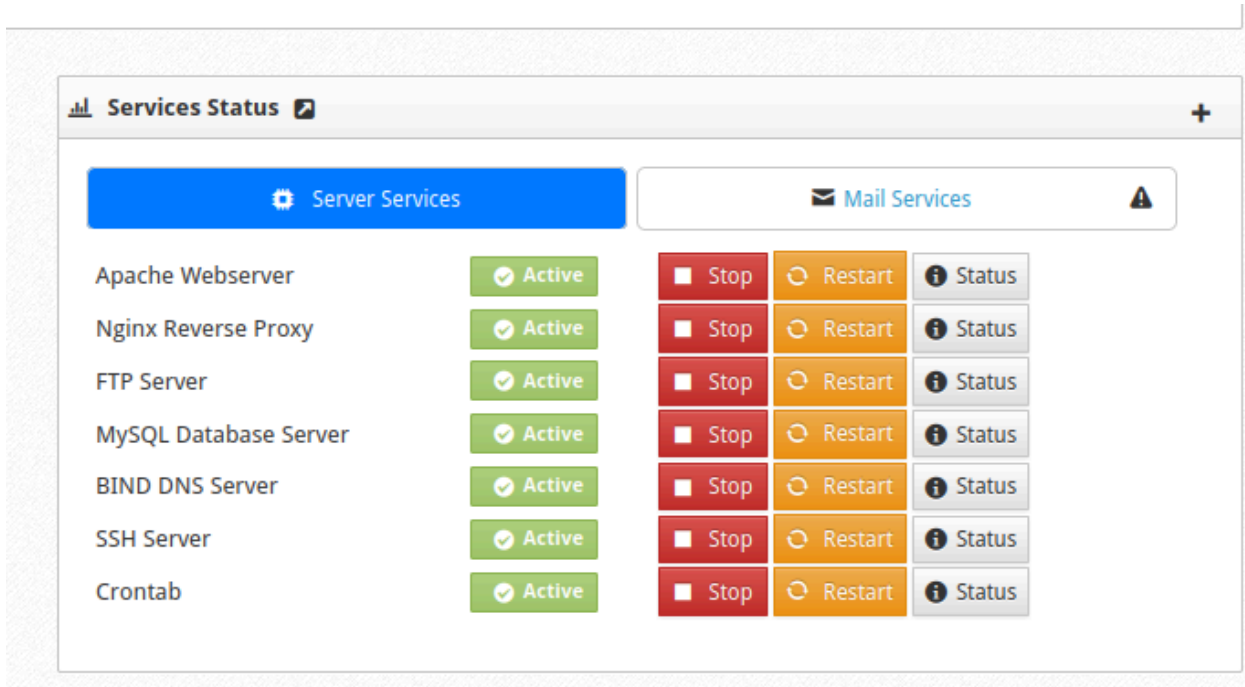 Services Status
Server Services Mail Services
Apache Webserver Active Stop Restart Status
Nginx Reverse Proxy Active Stop Restart Status
FTP Server Active Stop Restart Status
MySQL Database Server Active Stop Restart Status
BIND DNS Server Active Stop Restart Status
SSH Server Active Stop Restart Status
Crontab Active Stop Restart Status